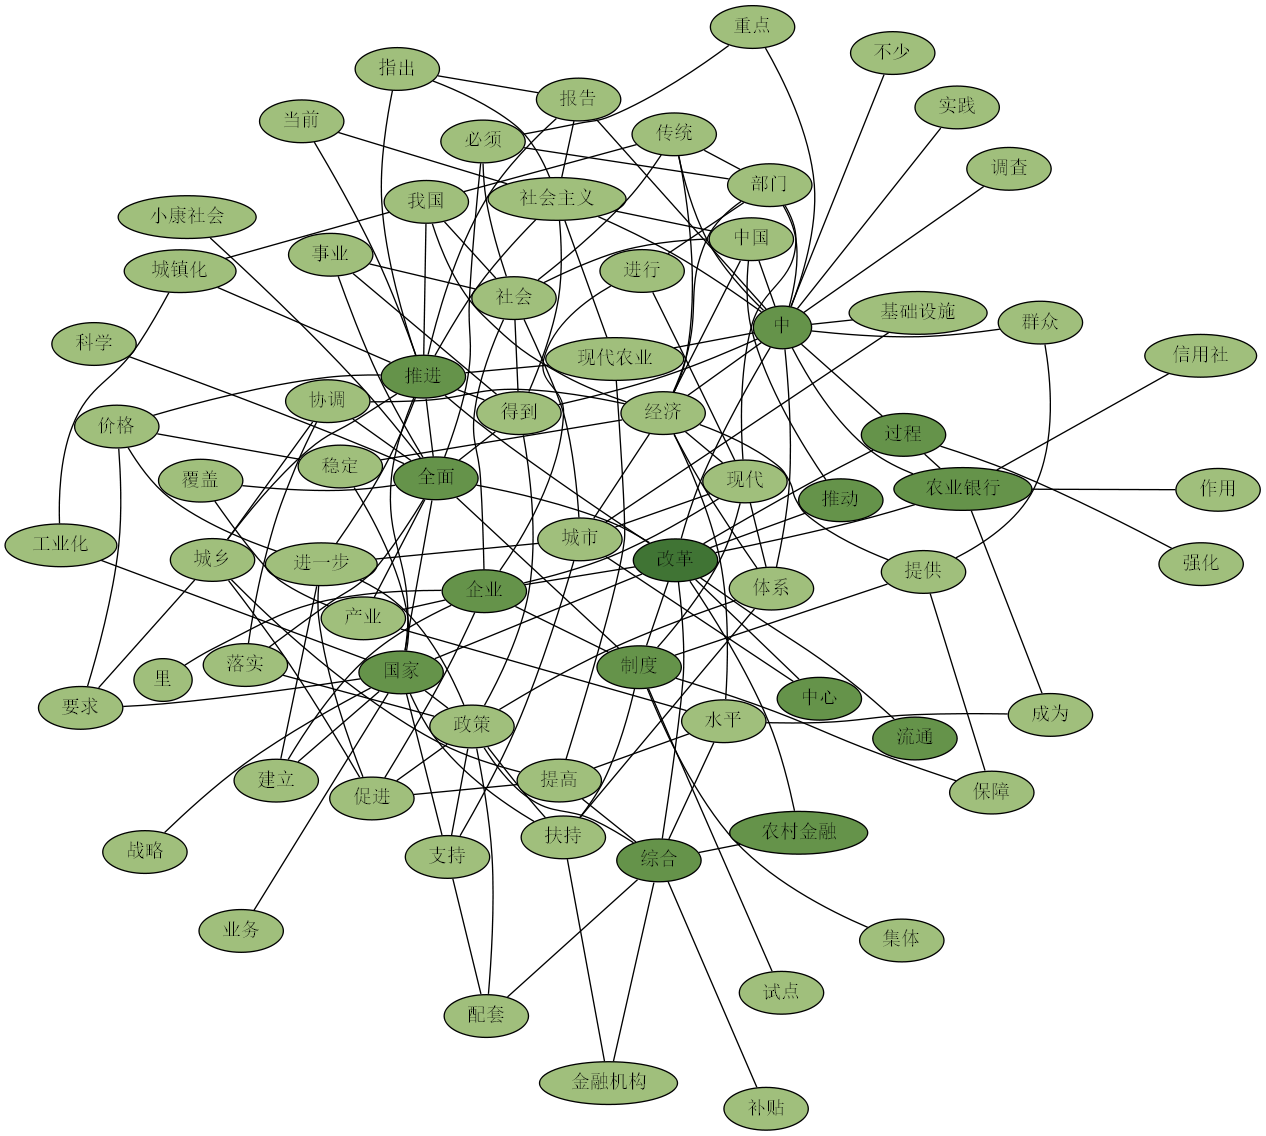 重点
不少
指出
报告
实践
当前
传统
必须
调查
部门
我国
社会主义
小康社会
中国
事业
城镇化
进行
社会
基础设施
群众
中
科学
现代农业
信用社
推进
协调
得到
经济
价格
过程
稳定
全面
覆盖
现代
农业银行
作用
推动
城市
工业化
城乡
进一步
改革
强化
提供
企业
体系
产业
落实
国家
制度
里
中心
要求
政策
水平
成为
流通
建立
提高
促进
保障
农村金融
扶持
战略
支持
综合
业务
集体
试点
配套
金融机构
补贴